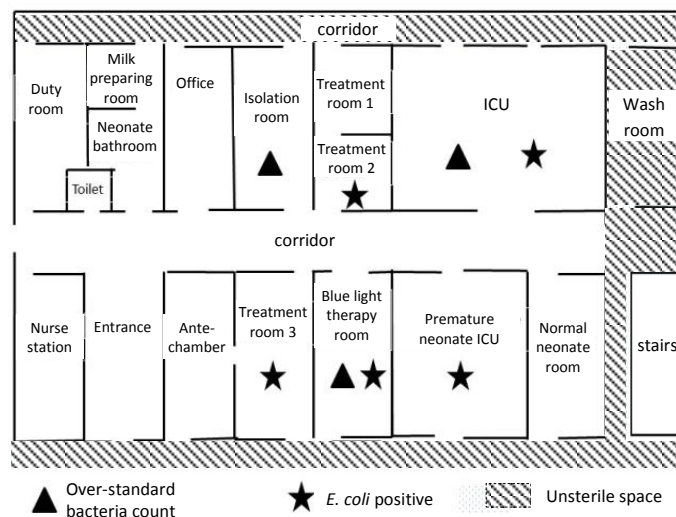 corridor
Duty
room
Milk
preparing
room
Neonate
bathroom
Toilet
Office
Isolation
room
Treatment
room 1
Treatment
room 2
ICU
Wash
room
corridor
Nurse
station
Entrance
Ante-
chamber
Treatment
room 3
Blue light
therapy
room
Premature
neonate ICU
Normal
neonate
room
stairs
Over-standard
bacteria count
E. coli positive
Unsterile space